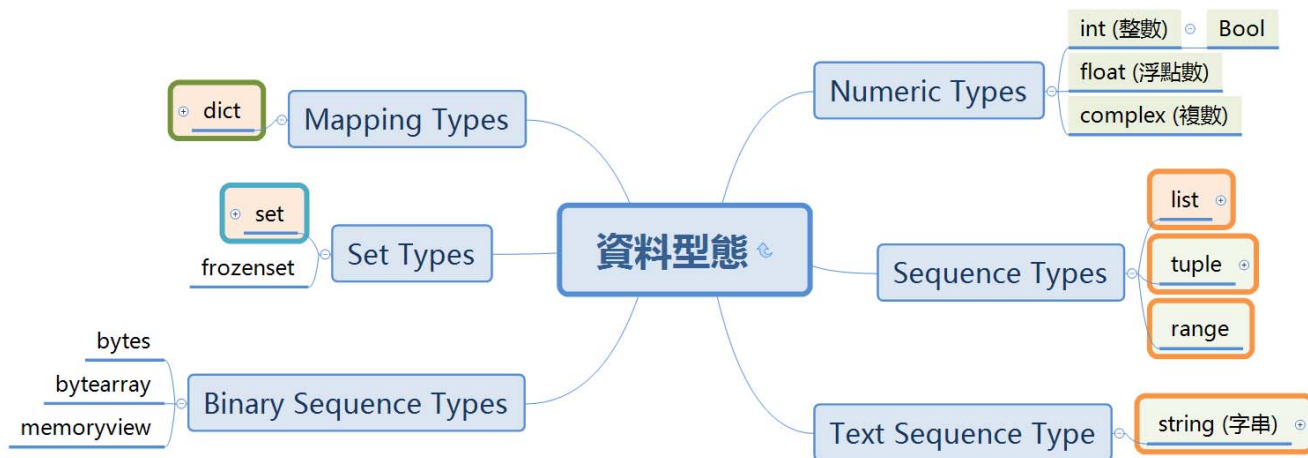 資料型態
Numeric Types
int (整數)
Bool
float (浮點數)
complex (複數)
Sequence Types
list
tuple
range
Text Sequence Type
string (字串)
Mapping Types
dict
Set Types
set
frozenset
Binary Sequence Types
bytes
bytearray
memoryview